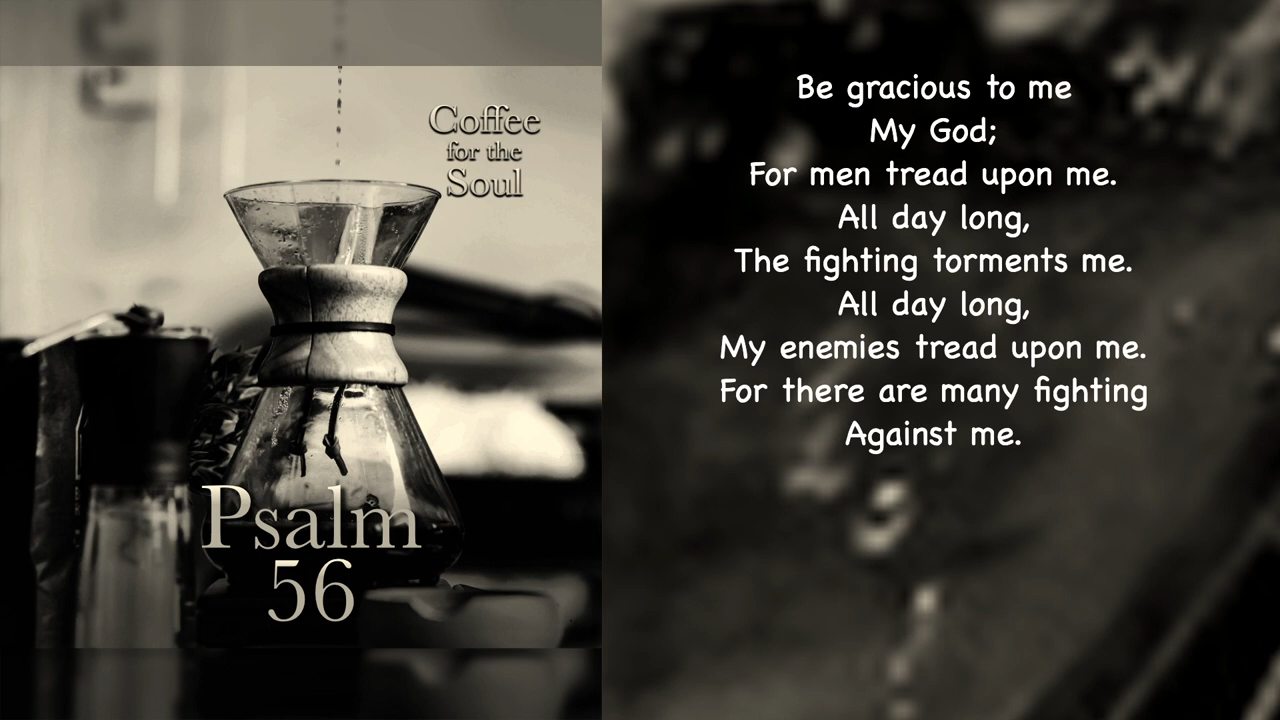 Coffee
for the
Soul
Psalm
56
Be gracious to me
My God;
For men tread upon me.
All day long,
The fighting torments me.
All day long,
My enemies tread upon me.
For there are many fighting
Against me.